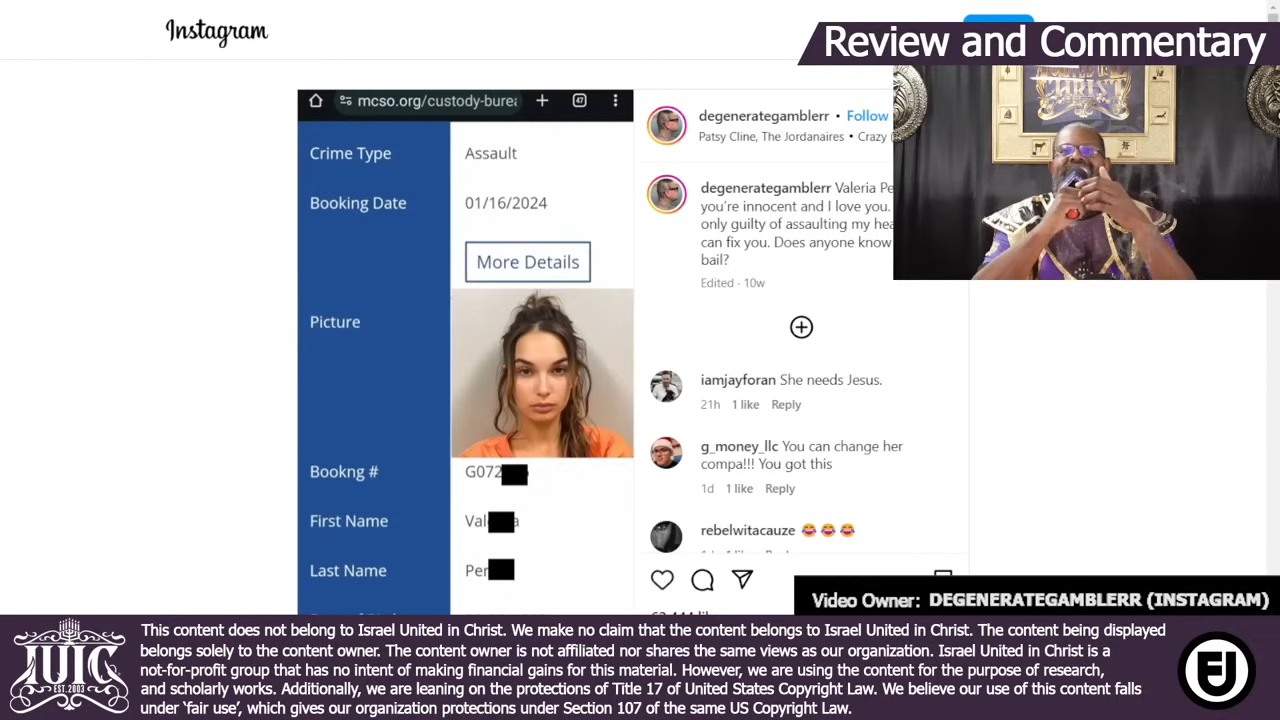 Instagram
Review and Commentary
CHRIST
mcso.org/custody-burea
47
Crime Type
Assault
Booking Date
01/16/2024
More Details
Picture
Bookng #
G072
First Name
Val a
Last Name
Per
degenerategamblerr • Follow
Patsy Cline, The Jordanaires • Crazy (
degenerategamblerr Valeria Pe
you're innocent and I love you.
only guilty of assaulting my hea
can fix you. Does anyone know
bail?
Edited · 10w
iamjayforan She needs Jesus.
21h 1 like Reply
g_money_llc You can change her
compa!!! You got this
1d 1 like Reply
rebelwitacauze 😂 😂 😂
Video Owner: DEGENERATEGAMBLERR (INSTAGRAM)
IUIC
EST. 2003
This content does not belong to Israel United in Christ. We make no claim that the content belongs to Israel United in Christ. The content being displayed
belongs solely to the content owner. The content owner is not affiliated nor shares the same views as our organization. Israel United in Christ is a
not-for-profit group that has no intent of making financial gains for this material. However, we are using the content for the purpose of research,
and scholarly works. Additionally, we are leaning on the protections of Title 17 of United States Copyright Law. We believe our use of this content falls
under 'fair use', which gives our organization protections under Section 107 of the same US Copyright Law.